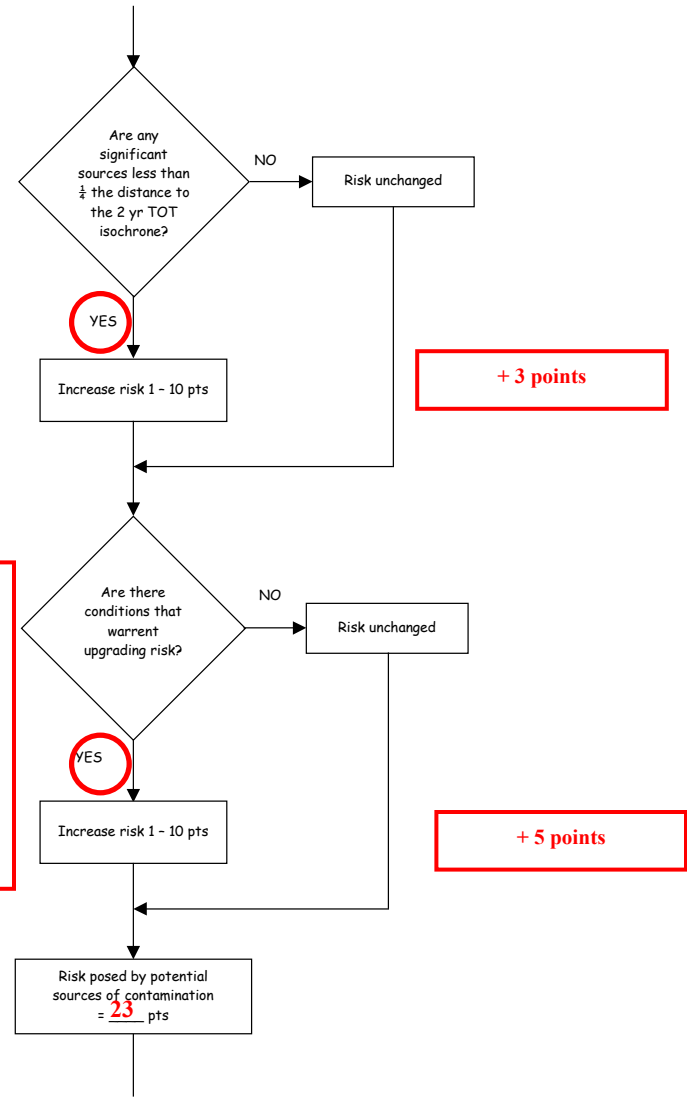 Are any
significant
sources less than
¼ the distance to
the 2 yr TOT
isochrone?
NO
Risk unchanged
YES
Increase risk 1 – 10 pts
+ 3 points
Are there
conditions that
warrent
upgrading risk?
NO
Risk unchanged
YES
Increase risk 1 – 10 pts
+ 5 points
Risk posed by potential
sources of contamination
= 23 pts